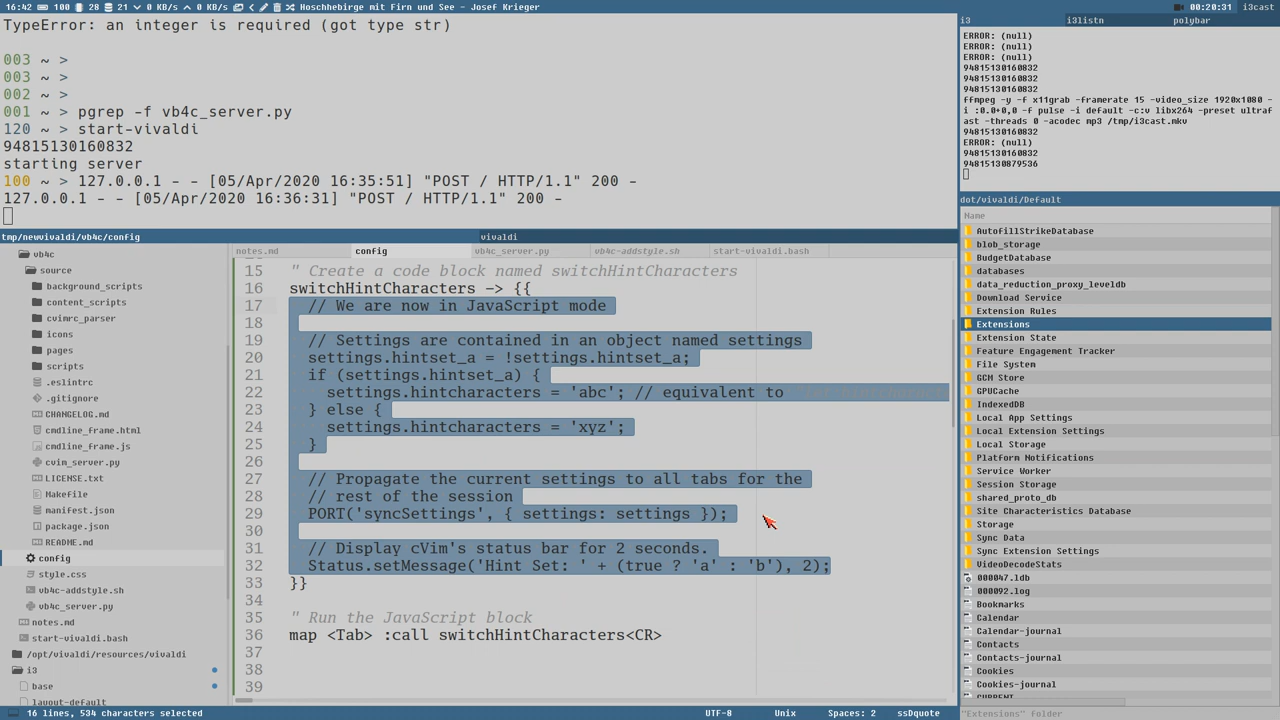 16:42 100 28 21 0 KB/s 0 KB/s Hoschhebirge mit Firn und See - Josef Krieger
00:20:31 i3cast
TypeError: an integer is required (got type str)
003 ~ >
003 ~ >
002 ~ >
001 ~ > pgrep -f vb4c_server.py
120 ~ > start-vivaldi
94815130160832
starting server
100 ~ > 127.0.0.1 - - [05/Apr/2020 16:35:51] "POST / HTTP/1.1" 200 -
127.0.0.1 - - [05/Apr/2020 16:36:31] "POST / HTTP/1.1" 200 -
i3 i3listn polybar
ERROR: (null)
ERROR: (null)
ERROR: (null)
94815130160832
94815130160832
94815130160832
ffmpeg -y -f x11grab -framerate 15 -video_size 1920x1080 -
i :0.0+0,0 -f pulse -i default -c:v libx264 -preset ultraf
ast -threads 0 -acodec mp3 /tmp/i3cast.mkv
94815130160832
ERROR: (null)
94815130160832
94815130879536
tmp/newvivaldi/vb4c/config
vivaldi
vb4c
source
background_scripts
content_scripts
cvimrc_parser
icons
pages
scripts
.eslintrc
.gitignore
CHANGELOG.md
cmdline_frame.html
cmdline_frame.js
cvim_server.py
LICENSE.txt
Makefile
manifest.json
package.json
README.md
config
style.css
vb4c-addstyle.sh
vb4c_server.py
notes.md
start-vivaldi.bash
/opt/vivaldi/resources/vivaldi
i3
base
layout-default
notes.md config vb4c_server.py vb4c-addstyle.sh start-vivaldi.bash
15 " Create a code block named switchHintCharacters
16 switchHintCharacters -> {{
17 // We are now in JavaScript mode
18
19 // Settings are contained in an object named settings
20 settings.hintset_a = !settings.hintset_a;
21 if (settings.hintset_a) {
22 settings.hintcharacters = 'abc'; // equivalent to
23 } else {
24 settings.hintcharacters = 'xyz';
25 }
26
27 // Propagate the current settings to all tabs for the
28 // rest of the session
29 PORT('syncSettings', { settings: settings });
30
31 // Display cVim's status bar for 2 seconds.
32 Status.setMessage('Hint Set: ' + (true ? 'a' : 'b'), 2);
33 }}
34
35 " Run the JavaScript block
36 map <Tab> :call switchHintCharacters<CR>
37
38
39
16 lines, 534 characters selected UTF-8 Unix Spaces: 2 ssDquote
dot/vivaldi/Default
Name
AutofillStrikeDatabase
blob_storage
BudgetDatabase
databases
data_reduction_proxy_leveldb
Download Service
Extension Rules
Extensions
Extension State
Feature Engagement Tracker
File System
GCM Store
GPUCache
IndexedDB
Local App Settings
Local Extension Settings
Local Storage
Platform Notifications
Service Worker
Session Storage
shared_proto_db
Site Characteristics Database
Storage
Sync Data
Sync Extension Settings
VideoDecodeStats
000047.ldb
000092.log
Bookmarks
Calendar
Calendar-journal
Contacts
Contacts-journal
Cookies
Cookies-journal
CURRENT
"Extensions" folder